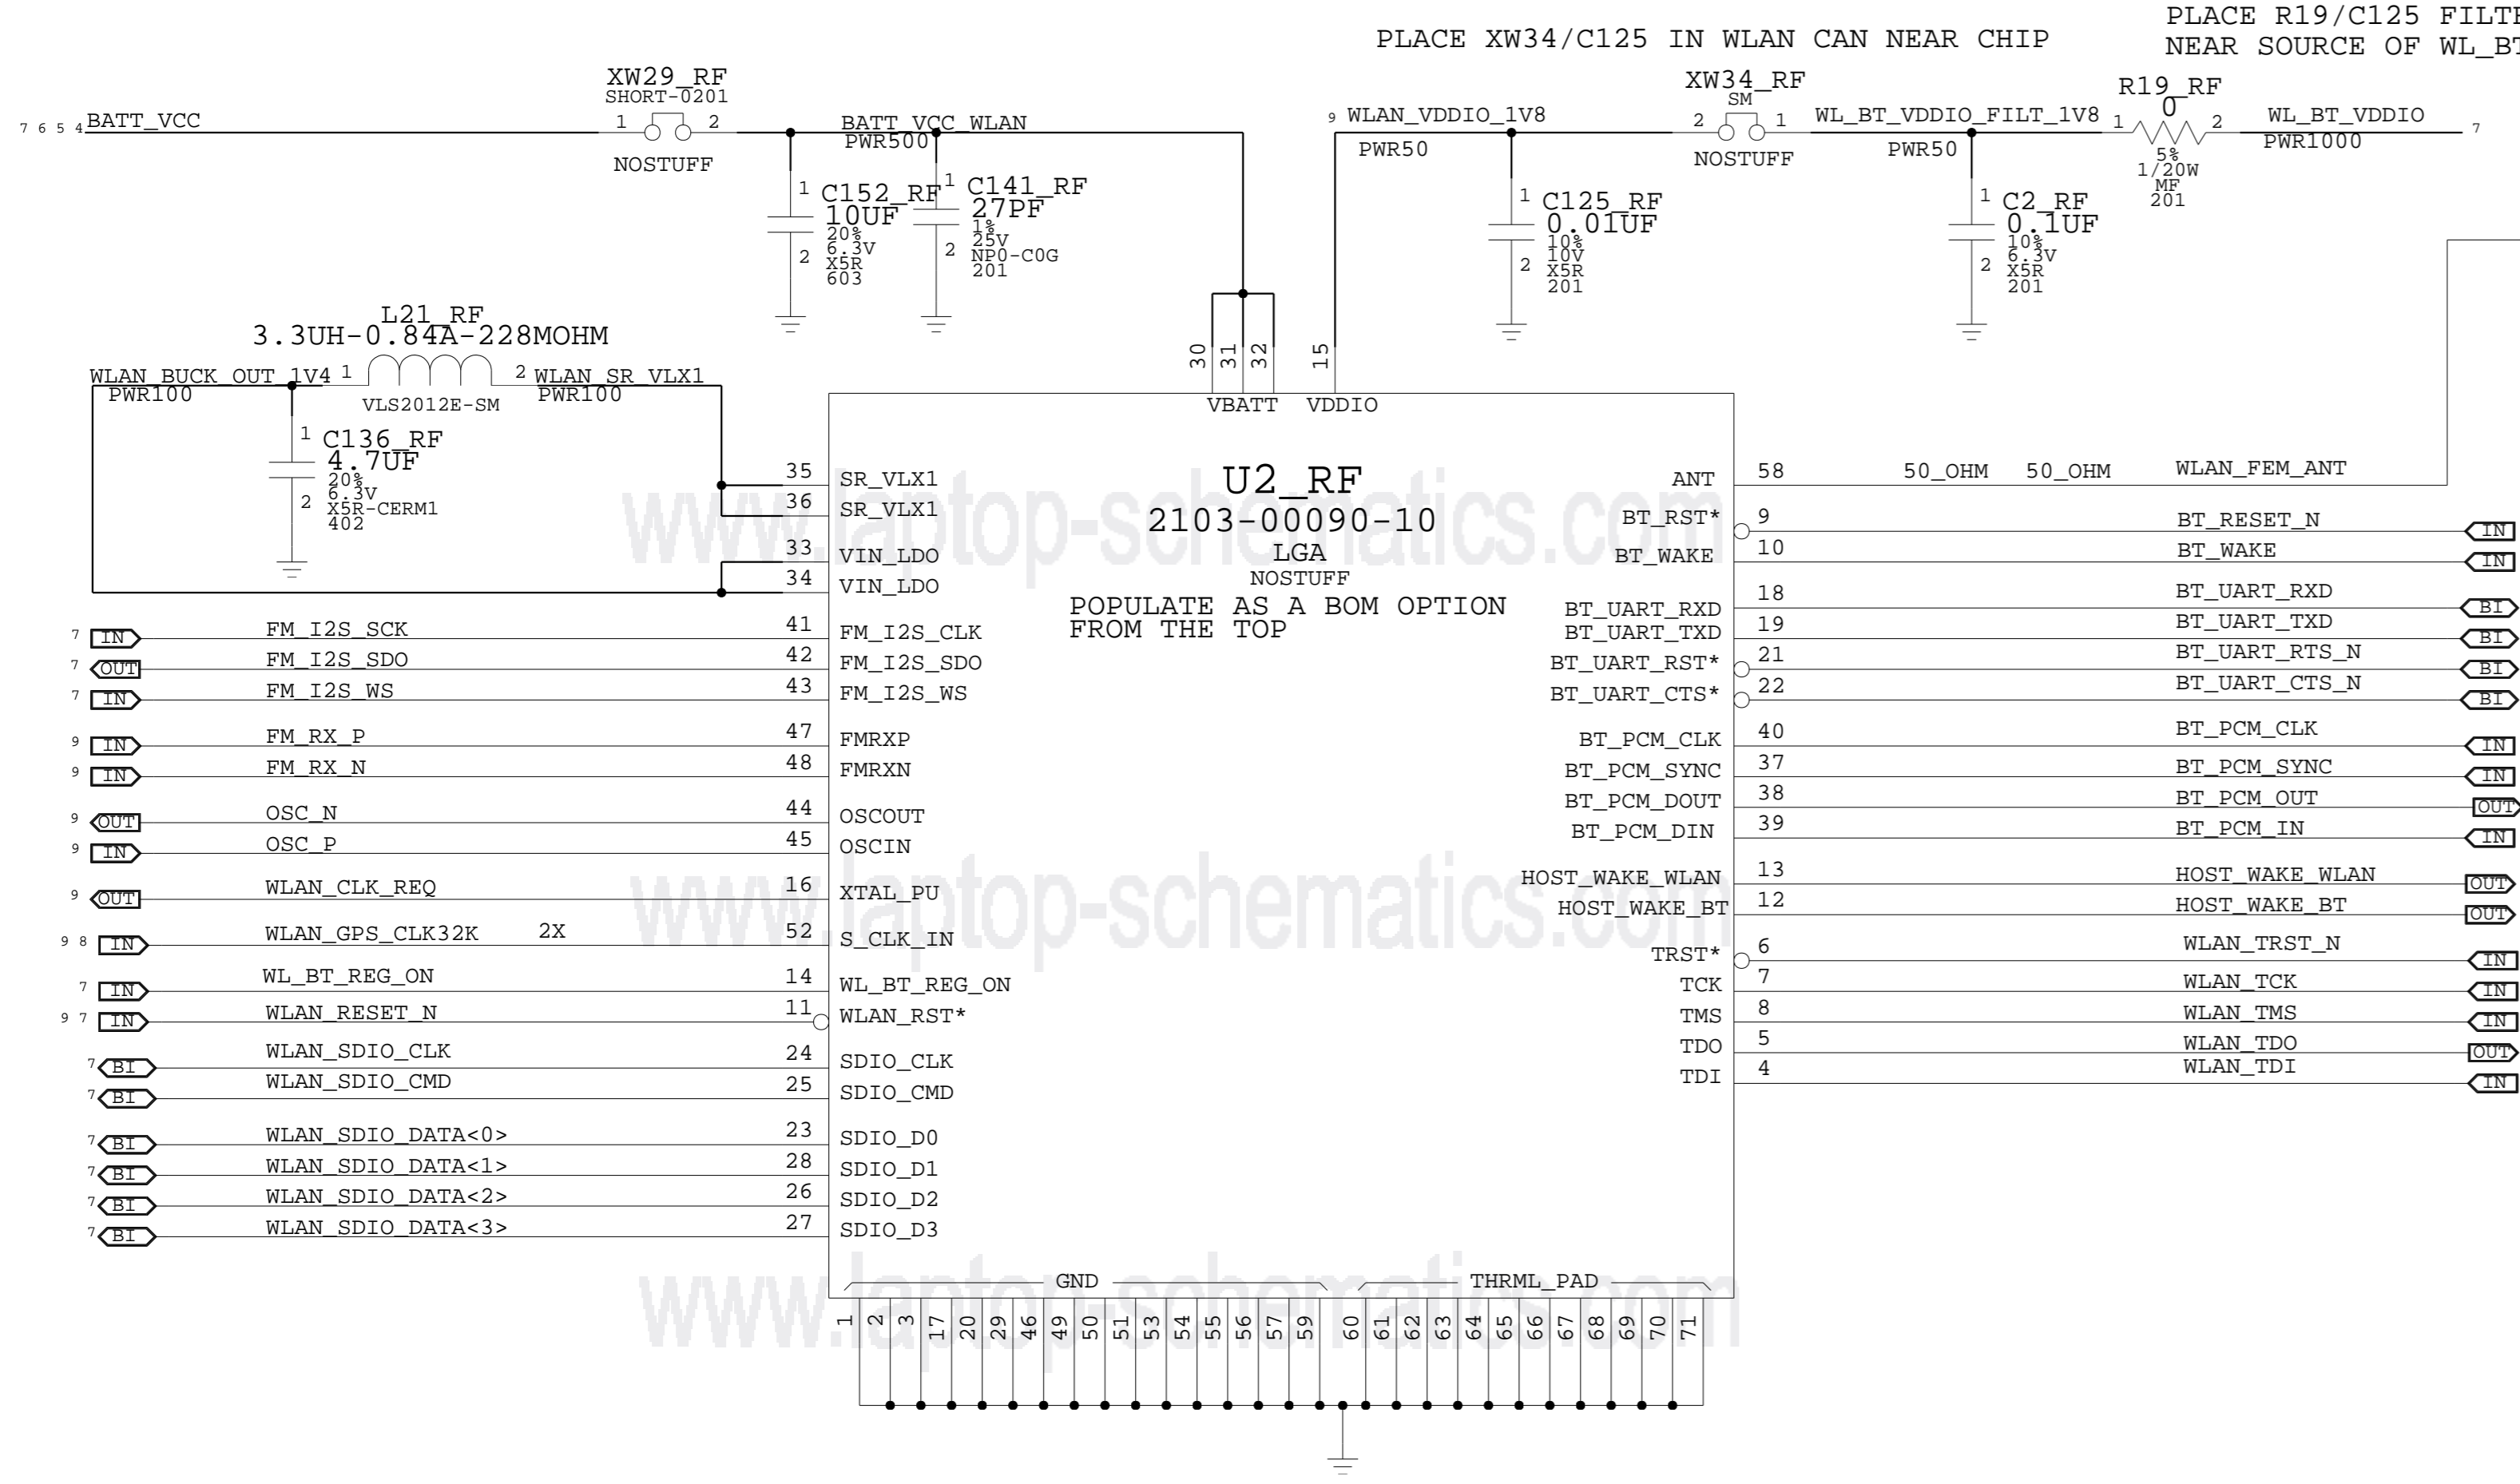 PLACE XW34/C125 IN WLAN CAN NEAR CHIP
PLACE R19/C125
NEAR SOURCE OF
XW29_RF
SHORT-0201
7 6 5 4 BATT_VCC
1 2
NOSTUFF
BATT_VCC_WLAN
PWR500
1 C152_RF
10UF
20%
6.3V
2 X5R
603
1 C141_RF
27PF
1%
25V
2 NP0-C0G
201
9 WLAN_VDDIO_1V8
PWR50
XW34_RF
SM
2 1
NOSTUFF
WL_BT_VDDIO_FILT_1V8
PWR50
R19_RF
0
1 2
5%
1/20W
MF
201
WL_BT_VDDIO 7
PWR1000
1 C125_RF
0.01UF
10%
10V
2 X5R
201
1 C2_RF
0.1UF
10%
6.3V
2 X5R
201
L21_RF
3.3UH-0.84A-228MOHM
WLAN_BUCK_OUT_1V4 1 2 WLAN_SR_VLX1
PWR100 PWR100
VLS2012E-SM
1 C136_RF
4.7UF
20%
6.3V
2 X5R-CERM1
402
30 31 32 15
VBATT VDDIO
U2_RF
2103-00090-10
LGA
NOSTUFF
POPULATE AS A BOM OPTION
FROM THE TOP
35 SR_VLX1
36 SR_VLX1
33 VIN_LDO
34 VIN_LDO
7 IN FM_I2S_SCK 41 FM_I2S_CLK
7 OUT FM_I2S_SDO 42 FM_I2S_SDO
7 IN FM_I2S_WS 43 FM_I2S_WS
9 IN FM_RX_P 47 FMRXP
9 IN FM_RX_N 48 FMRXN
9 OUT OSC_N 44 OSCOUT
9 IN OSC_P 45 OSCIN
9 OUT WLAN_CLK_REQ 16 XTAL_PU
9 8 IN WLAN_GPS_CLK32K 2X 52 S_CLK_IN
7 IN WL_BT_REG_ON 14 WL_BT_REG_ON
9 7 IN WLAN_RESET_N 11 WLAN_RST*
7 BI WLAN_SDIO_CLK 24 SDIO_CLK
7 BI WLAN_SDIO_CMD 25 SDIO_CMD
7 BI WLAN_SDIO_DATA<0> 23 SDIO_D0
7 BI WLAN_SDIO_DATA<1> 28 SDIO_D1
7 BI WLAN_SDIO_DATA<2> 26 SDIO_D2
7 BI WLAN_SDIO_DATA<3> 27 SDIO_D3
ANT 58 50_OHM 50_OHM WLAN_FEM_ANT
BT_RST* 9 BT_RESET_N IN
BT_WAKE 10 BT_WAKE IN
BT_UART_RXD 18 BT_UART_RXD BI
BT_UART_TXD 19 BT_UART_TXD BI
BT_UART_RST* 21 BT_UART_RTS_N BI
BT_UART_CTS* 22 BT_UART_CTS_N BI
BT_PCM_CLK 40 BT_PCM_CLK IN
BT_PCM_SYNC 37 BT_PCM_SYNC IN
BT_PCM_DOUT 38 BT_PCM_OUT OUT
BT_PCM_DIN 39 BT_PCM_IN IN
HOST_WAKE_WLAN 13 HOST_WAKE_WLAN OUT
HOST_WAKE_BT 12 HOST_WAKE_BT OUT
TRST* 6 WLAN_TRST_N IN
TCK 7 WLAN_TCK IN
TMS 8 WLAN_TMS IN
TDO 5 WLAN_TDO OUT
TDI 4 WLAN_TDI IN
GND THRML_PAD
1 2 3 17 20 29 46 49 50 51 53 54 55 56 57 59 60 61 62 63 64 65 66 67 68 69 70 71
www.laptop-schematics.com
www.laptop-schematics.com
www.laptop-schematics.com